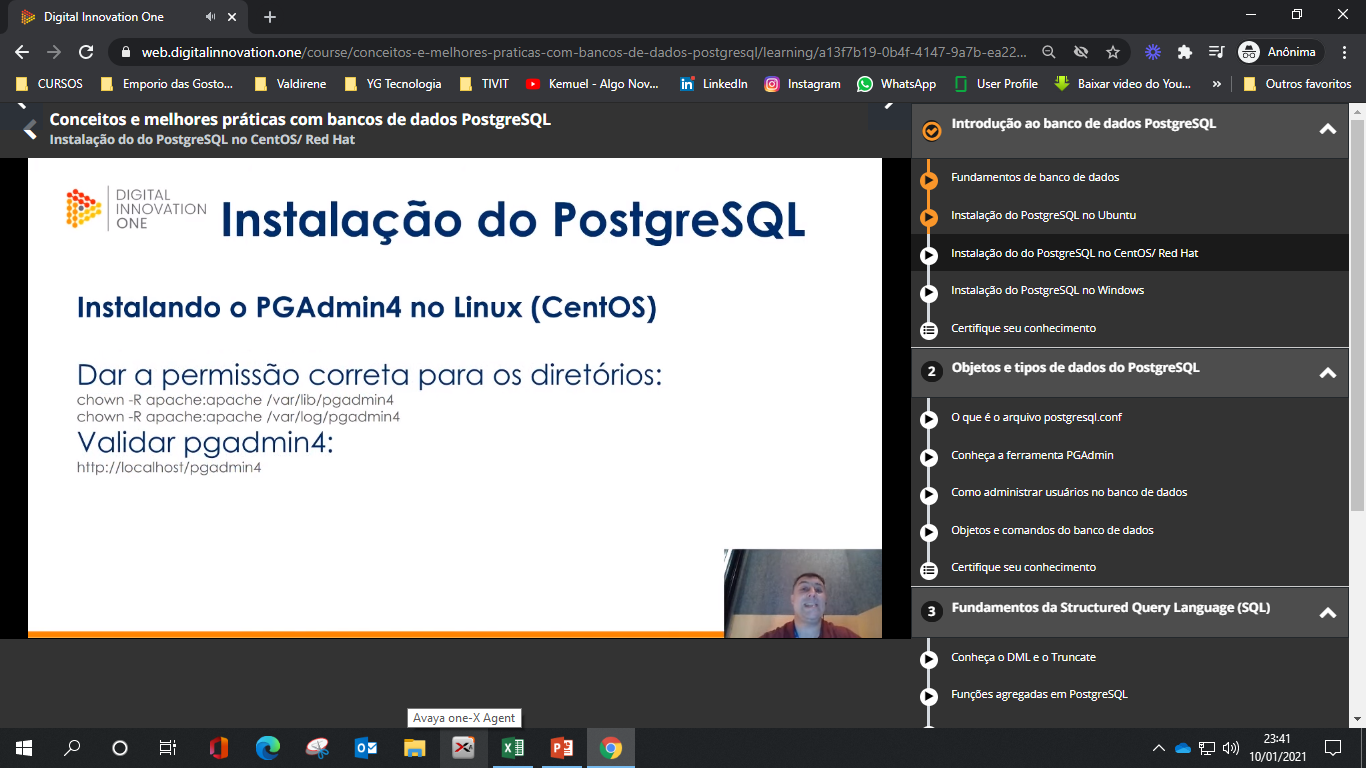 Digital Innovation One
web.digitalinnovation.one/course/conceitos-e-melhores-praticas-com-bancos-de-dados-postgresql/learning/a13f7b19-0b4f-4147-9a7b-ea22...
Anônima
CURSOS
Emporio das Gosto...
Valdirene
YG Tecnologia
TIVIT
Kemuel - Algo Nov...
LinkedIn
Instagram
WhatsApp
User Profile
Baixar video do You...
»
Outros favoritos
Conceitos e melhores práticas com bancos de dados PostgreSQL
Instalação do do PostgreSQL no CentOS/ Red Hat
DIGITAL
INNOVATION
ONE
Instalação do PostgreSQL
Instalando o PGAdmin4 no Linux (CentOS)
Dar a permissão correta para os diretórios:
chown -R apache:apache /var/lib/pgadmin4
chown -R apache:apache /var/log/pgadmin4
Validar pgadmin4:
http://localhost/pgadmin4
Introdução ao banco de dados PostgreSQL
Fundamentos de banco de dados
Instalação do PostgreSQL no Ubuntu
Instalação do do PostgreSQL no CentOS/ Red Hat
Instalação do PostgreSQL no Windows
Certifique seu conhecimento
2 Objetos e tipos de dados do PostgreSQL
O que é o arquivo postgresql.conf
Conheça a ferramenta PGAdmin
Como administrar usuários no banco de dados
Objetos e comandos do banco de dados
Certifique seu conhecimento
3 Fundamentos da Structured Query Language (SQL)
Conheça o DML e o Truncate
Funções agregadas em PostgreSQL
Avaya one-X Agent
23:41
10/01/2021